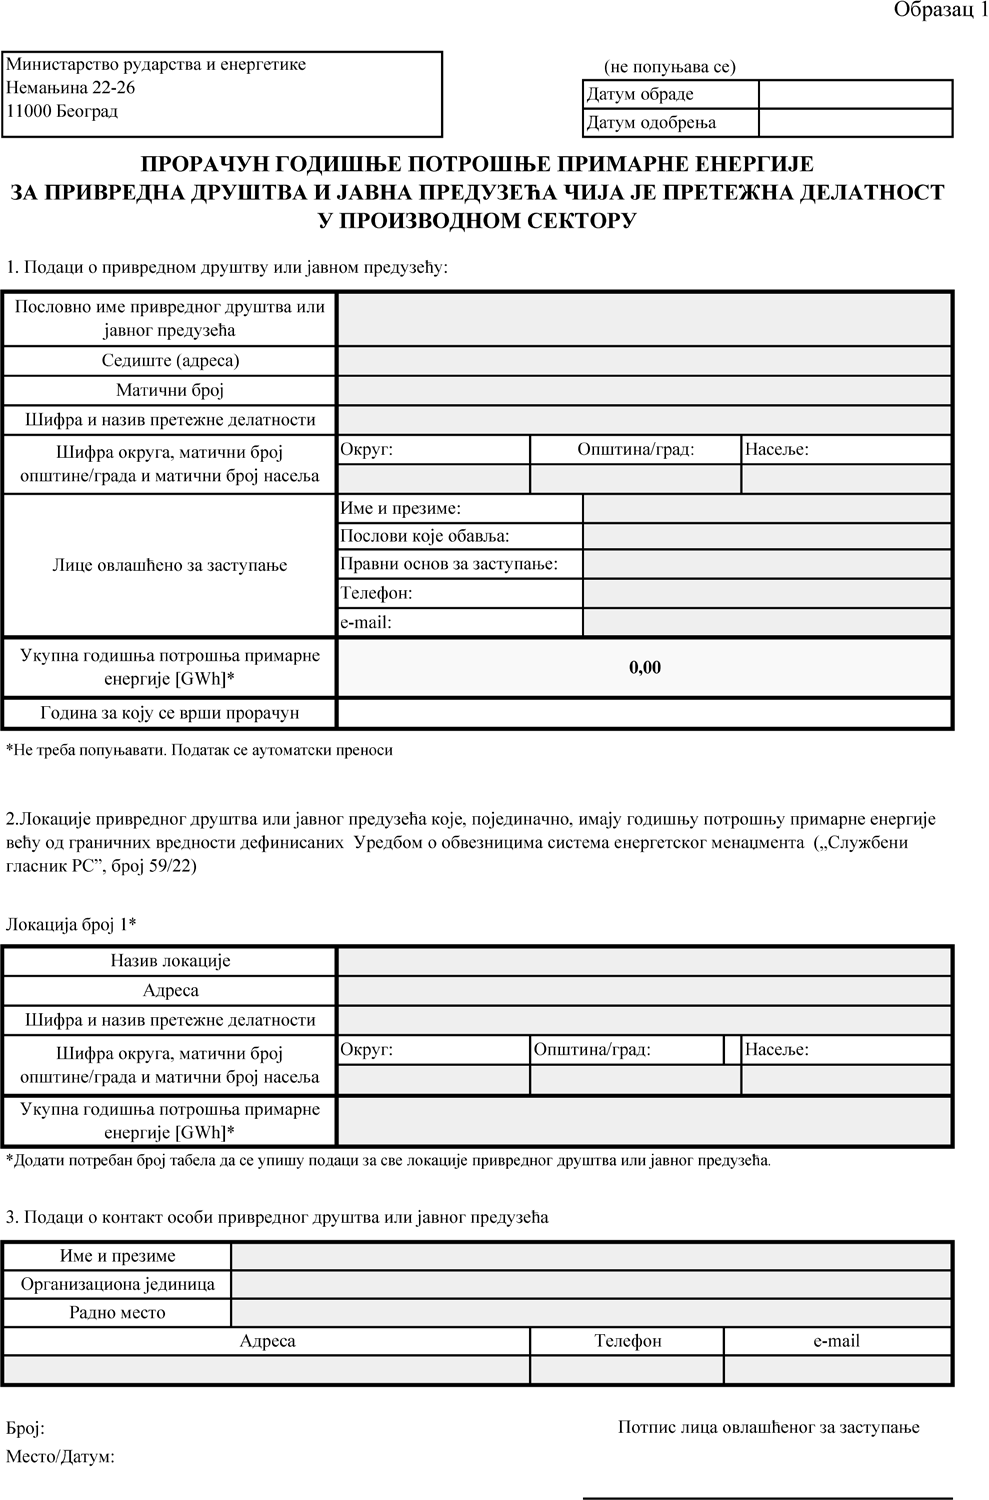 Образац 1
Министарство рударства и енергетике
Немањина 22-26
11000 Београд
(не попуњава се)
Датум обраде
Датум одобрења
ПРОРАЧУН ГОДИШЊЕ ПОТРОШЊЕ ПРИМАРНЕ ЕНЕРГИЈЕ
ЗА ПРИВРЕДНА ДРУШТВА И ЈАВНА ПРЕДУЗЕЋА ЧИЈА ЈЕ ПРЕТЕЖНА ДЕЛАТНОСТ
У ПРОИЗВОДНОМ СЕКТОРУ
1. Подаци о привредном друштву или јавном предузећу:
Пословно име привредног друштва или
јавног предузећа
Седиште (адреса)
Матични број
Шифра и назив претежне делатности
Шифра округа, матични број
општине/града и матични број насеља
Округ:
Општина/град:
Насеље:
Лице овлашћено за заступање
Име и презиме:
Послови које обавља:
Правни основ за заступање:
Телефон:
e-mail:
Укупна годишња потрошња примарне
енергије [GWh]*
0,00
Година за коју се врши прорачун
*Не треба попуњавати. Податак се аутоматски преноси
2.Локације привредног друштва или јавног предузећа које, појединачно, имају годишњу потрошњу примарне енергије
већу од граничних вредности дефинисаних Уредбом о обвезницима система енергетског менаџмента („Службени
гласник РС”, број 59/22)
Локација број 1*
Назив локације
Адреса
Шифра и назив претежне делатности
Шифра округа, матични број
општине/града и матични број насеља
Округ:
Општина/град:
Насеље:
Укупна годишња потрошња примарне
енергије [GWh]*
*Додати потребан број табела да се упишу подаци за све локације привредног друштва или јавног предузећа.
3. Подаци о контакт особи привредног друштва или јавног предузећа
Име и презиме
Организациона јединица
Радно место
Адреса
Телефон
e-mail
Број:
Потпис лица овлашћеног за заступање
Место/Датум: